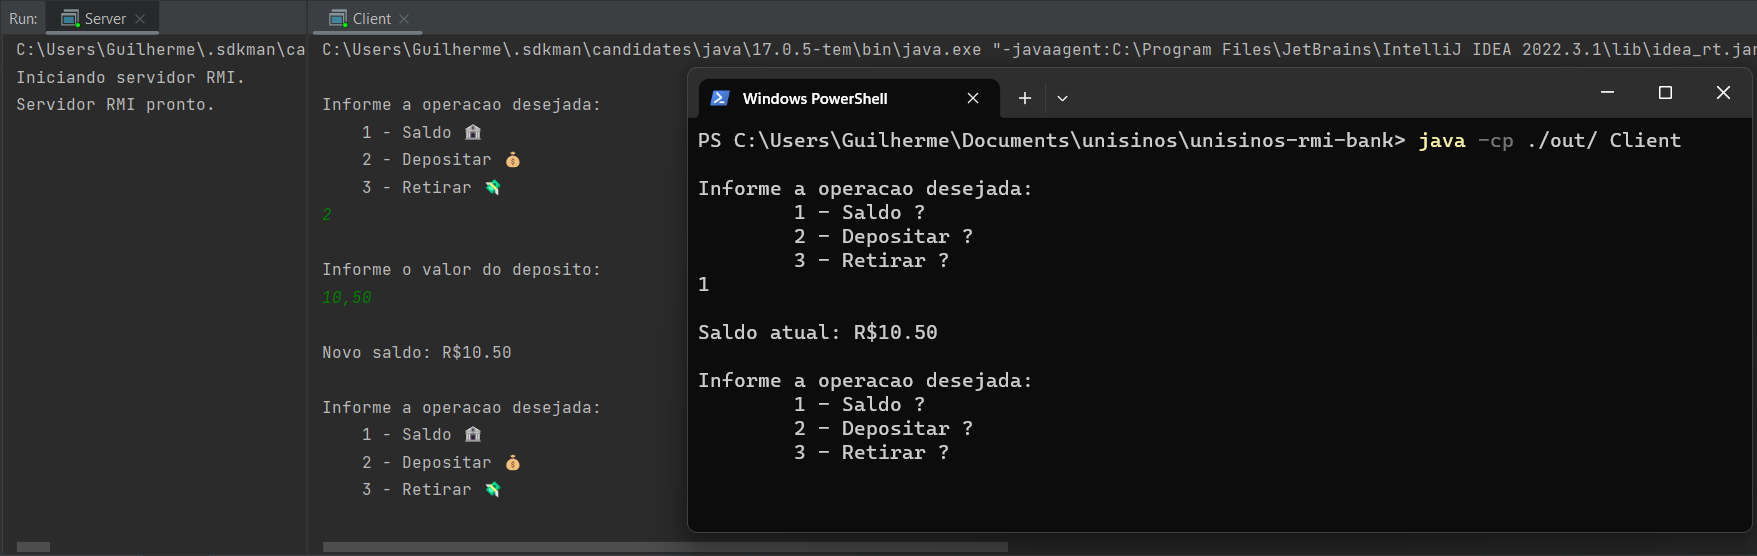 Run:
Server
C:\Users\Guilherme\.sdkman\ca
Iniciando servidor RMI.
Servidor RMI pronto.
Client
C:\Users\Guilherme\.sdkman\candidates\java\17.0.5-tem\bin\java.exe "-javaagent:C:\Program Files\JetBrains\IntelliJ IDEA 2022.3.1\lib\idea_rt.jar
Informe a operacao desejada:
1 - Saldo 🏦
2 - Depositar 💰
3 - Retirar 💸
2
Informe o valor do deposito:
10,50
Novo saldo: R$10.50
Informe a operacao desejada:
1 - Saldo 🏦
2 - Depositar 💰
3 - Retirar 💸
Windows PowerShell
PS C:\Users\Guilherme\Documents\unisinos\unisinos-rmi-bank> java -cp ./out/ Client
Informe a operacao desejada:
1 - Saldo ?
2 - Depositar ?
3 - Retirar ?
1
Saldo atual: R$10.50
Informe a operacao desejada:
1 - Saldo ?
2 - Depositar ?
3 - Retirar ?